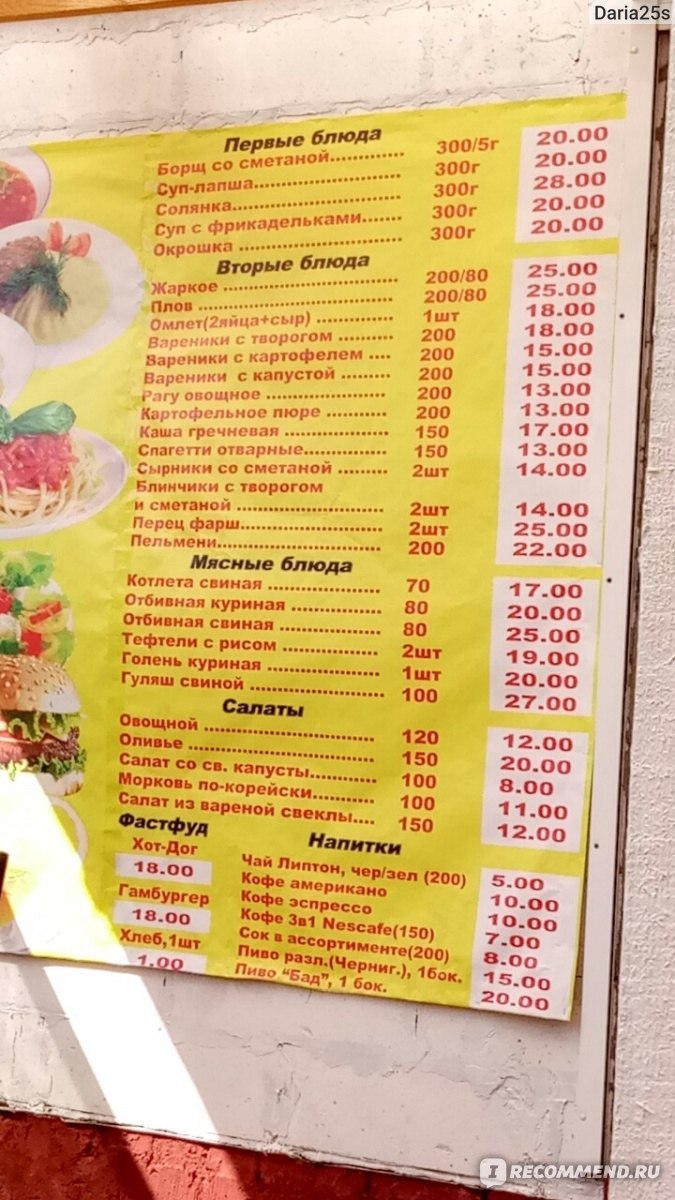 Daria25s
Первые блюда
Борщ со сметаной............ 300/5г 20.00
Суп-лапша........................ 300г 20.00
Солянка............................ 300г 28.00
Суп с фрикадельками....... 300г 20.00
Окрошка ........................... 300г 20.00
Вторые блюда
Жаркое ............................. 200/80 25.00
Плов ................................. 200/80 25.00
Омлет(2яйца+сыр) ............ 1шт 18.00
Вареники с творогом ........ 200 18.00
Вареники с картофелем .... 200 15.00
Вареники с капустой ......... 200 15.00
Рагу овощное .................... 200 13.00
Картофельное пюре .......... 200 13.00
Каша гречневая ................. 150 17.00
Спагетти отварные............. 150 13.00
Сырники со сметаной ........ 2шт 14.00
Блинчики с творогом
и сметаной ........................ 2шт 14.00
Перец фарш....................... 2шт 25.00
Пельмени........................... 200 22.00
Мясные блюда
Котлета свиная .................. 70 17.00
Отбивная куриная .............. 80 20.00
Отбивная свиная ................ 80 25.00
Тефтели с рисом ................ 2шт 19.00
Голень куриная ................... 1шт 20.00
Гуляш свиной ..................... 100 27.00
Салаты
Овощной ............................ 120 12.00
Оливье ............................... 150 20.00
Салат со св. капусты........... 100 8.00
Морковь по-корейски.......... 100 11.00
Салат из вареной свеклы.... 150 12.00
Фастфуд
Хот-Дог
18.00
Гамбургер
18.00
Хлеб,1шт
1.00
Напитки
Чай Липтон, чер/зел (200) 5.00
Кофе американо 10.00
Кофе эспрессо 10.00
Кофе 3в1 Nescafe(150) 7.00
Сок в ассортименте(200) 8.00
Пиво разл.(Черниг.), 1бок. 15.00
Пиво “Бад”, 1 бок. 20.00
IRECOMMEND.RU